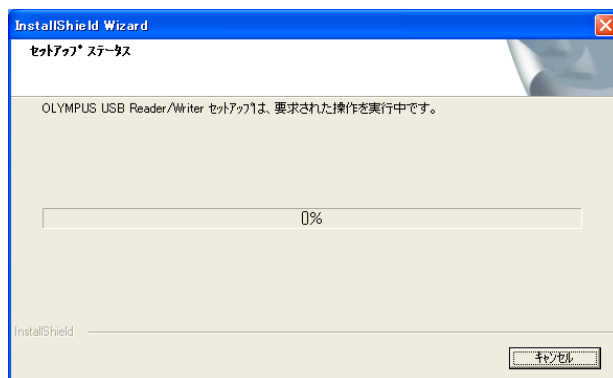 InstallShield Wizard
ｾｯﾄｱｯﾌﾟ ｽﾃｰﾀｽ
OLYMPUS USB Reader/Writer ｾｯﾄｱｯﾌﾟは、要求された操作を実行中です。
0%
InstallShield
ｷｬﾝｾﾙ